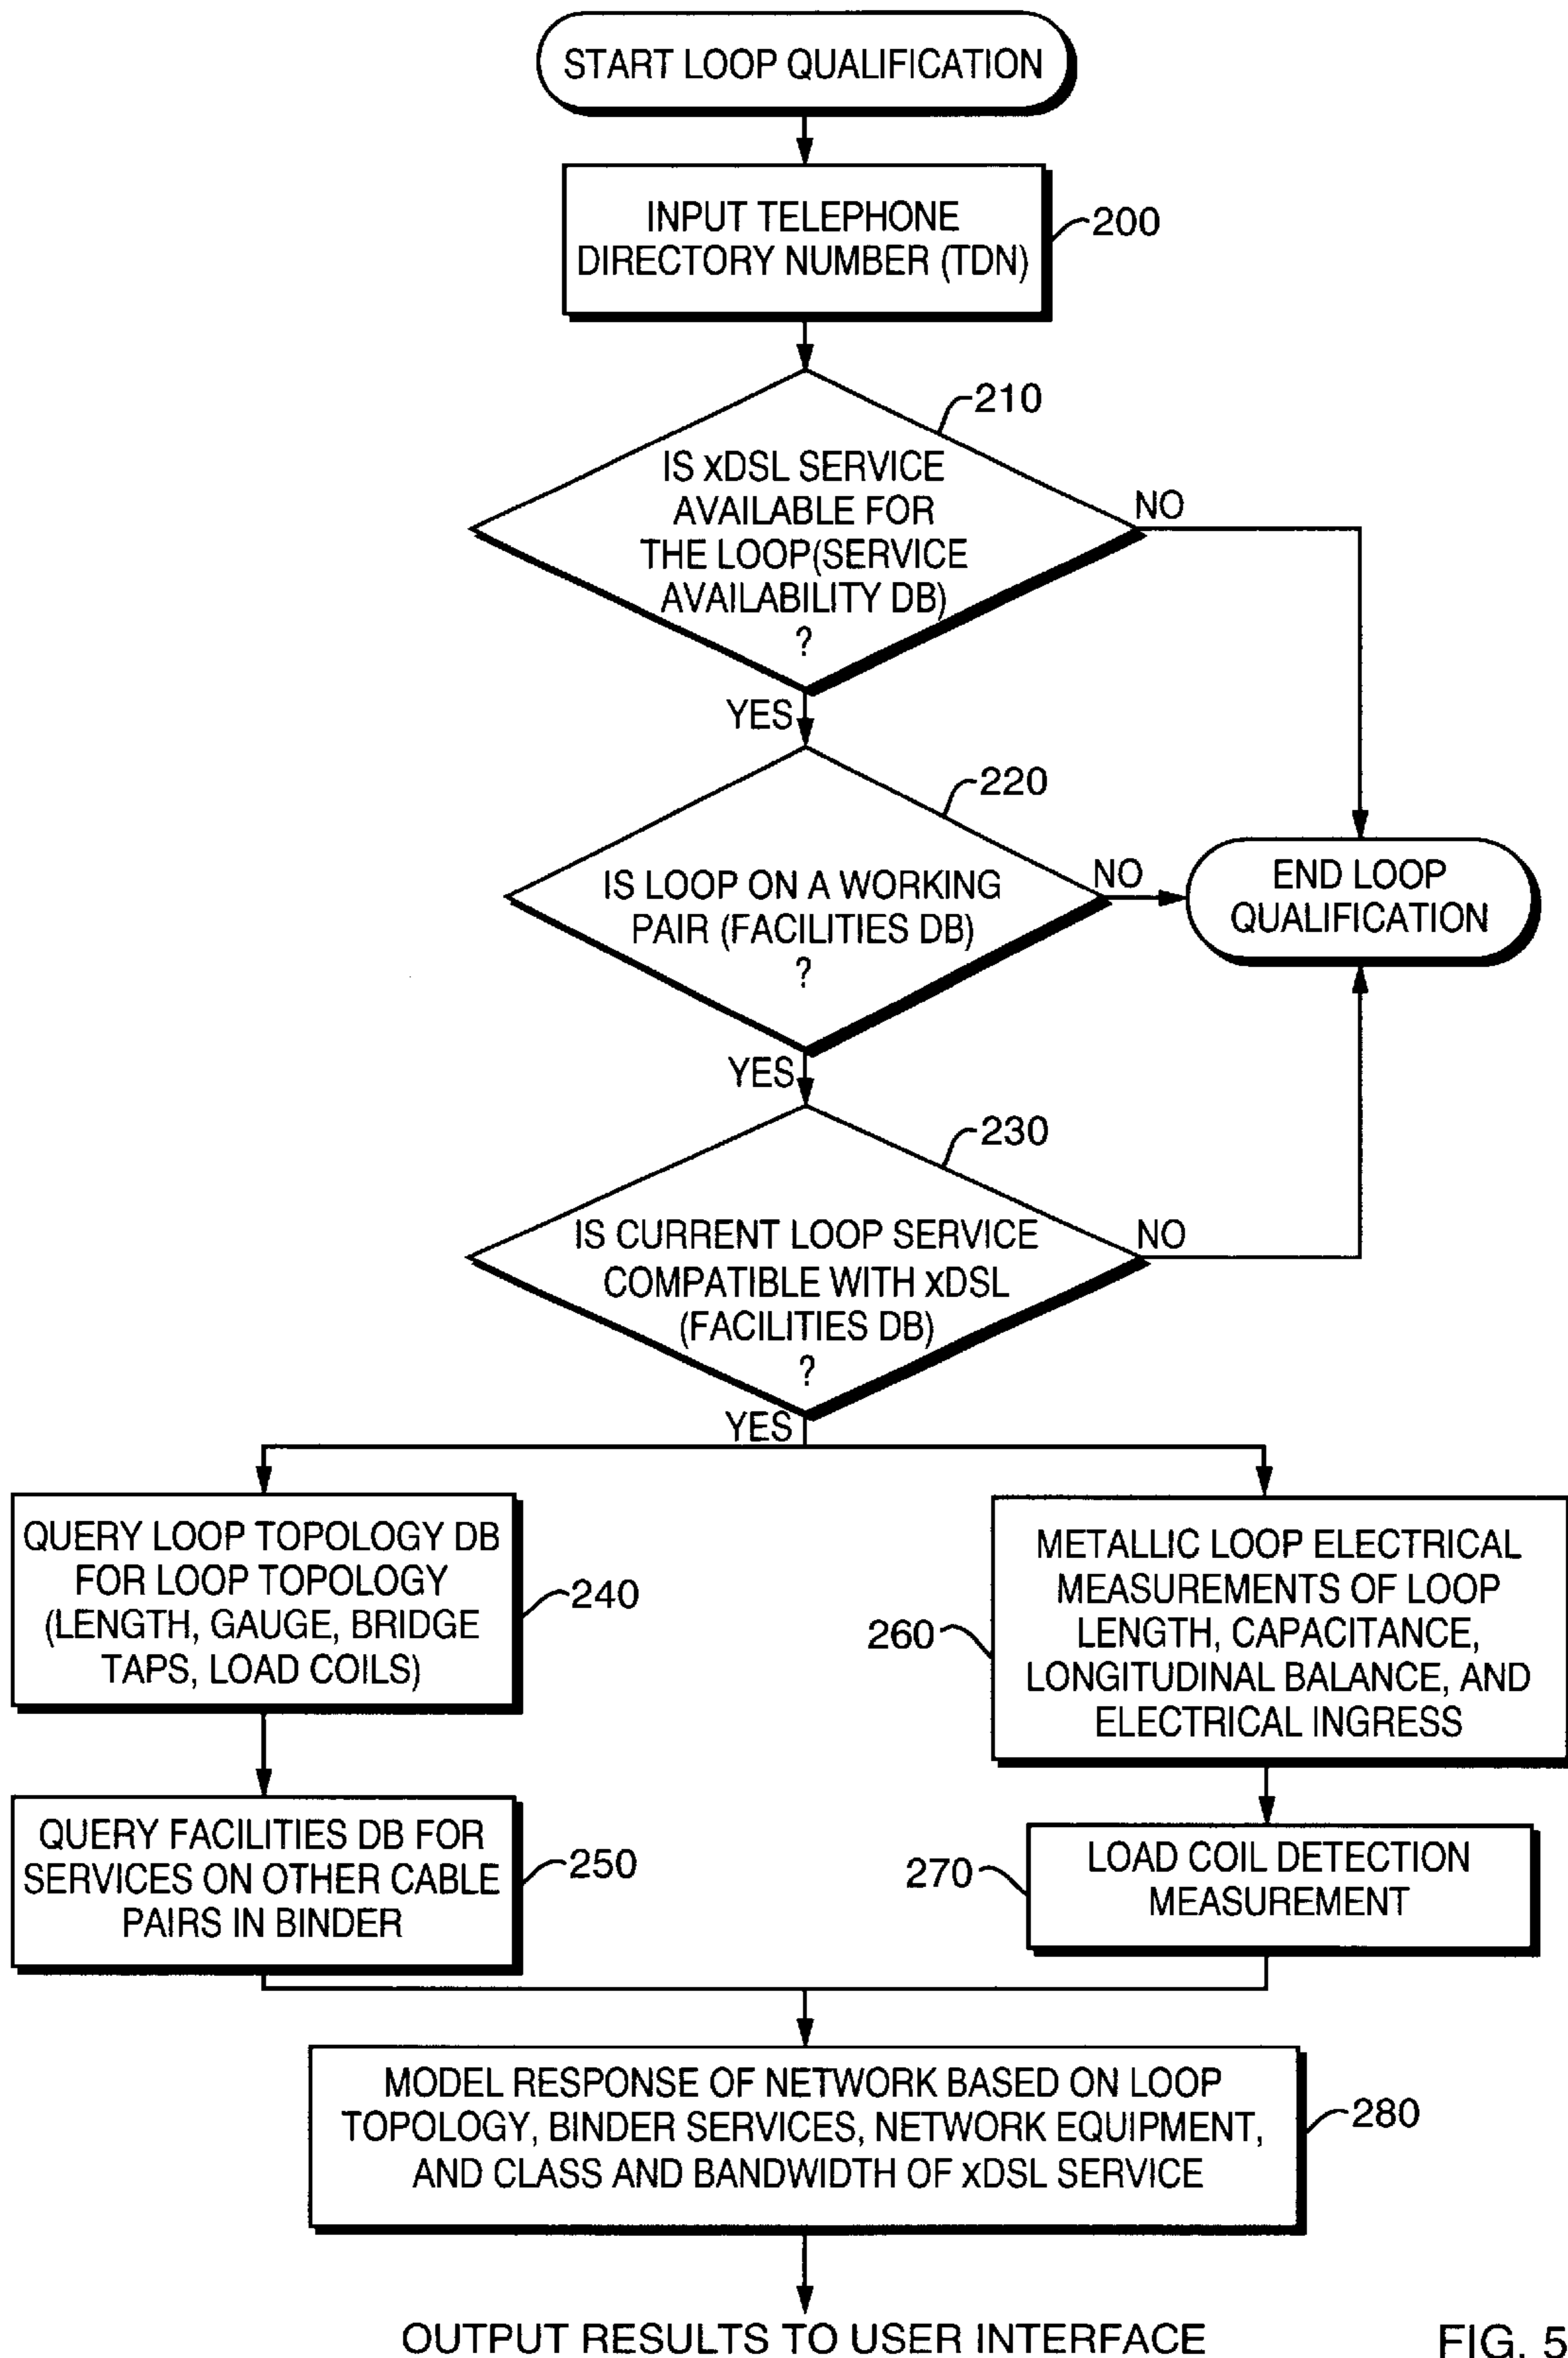 START LOOP QUALIFICATION
INPUT TELEPHONE
DIRECTORY NUMBER (TDN)
200
210
IS xDSL SERVICE
AVAILABLE FOR
THE LOOP(SERVICE
AVAILABILITY DB)
?
NO
YES
220
IS LOOP ON A WORKING
PAIR (FACILITIES DB)
?
NO
END LOOP
QUALIFICATION
YES
230
IS CURRENT LOOP SERVICE
COMPATIBLE WITH xDSL
(FACILITIES DB)
?
NO
YES
QUERY LOOP TOPOLOGY DB
FOR LOOP TOPOLOGY
(LENGTH, GAUGE, BRIDGE
TAPS, LOAD COILS)
240
METALLIC LOOP ELECTRICAL
MEASUREMENTS OF LOOP
LENGTH, CAPACITANCE,
LONGITUDINAL BALANCE, AND
ELECTRICAL INGRESS
260
QUERY FACILITIES DB FOR
SERVICES ON OTHER CABLE
PAIRS IN BINDER
250
LOAD COIL DETECTION
MEASUREMENT
270
MODEL RESPONSE OF NETWORK BASED ON LOOP
TOPOLOGY, BINDER SERVICES, NETWORK EQUIPMENT,
AND CLASS AND BANDWIDTH OF xDSL SERVICE
280
OUTPUT RESULTS TO USER INTERFACE
FIG. 5